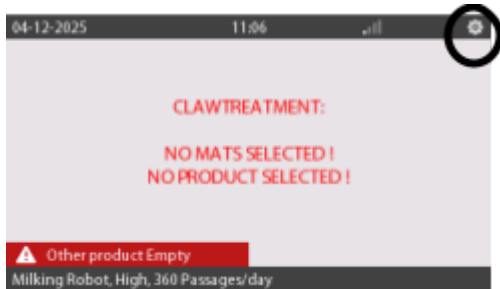 04-12-2025 11:06
CLAWTREATMENT:
NO MATS SELECTED !
NO PRODUCT SELECTED !
Other product Empty
Milking Robot, High, 360 Passages/day